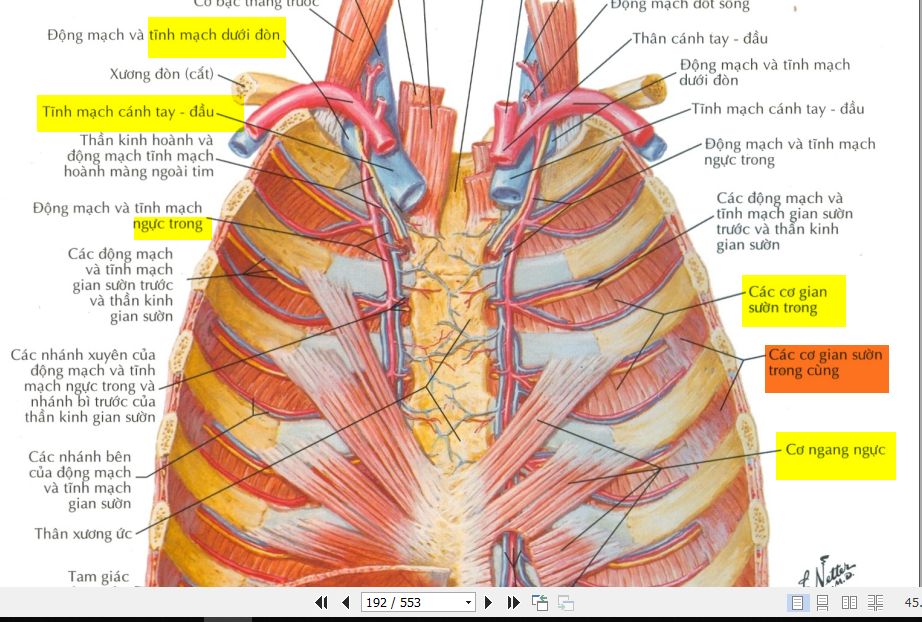 Cơ bậc thang trước
Động mạch và tĩnh mạch dưới đòn
Xương đòn (cắt)
Tĩnh mạch cánh tay - đầu
Thần kinh hoành và
động mạch tĩnh mạch
hoành màng ngoài tim
Động mạch và tĩnh mạch
ngực trong
Các động mạch
và tĩnh mạch
gian sườn trước
và thần kinh
gian sườn
Các nhánh xuyên của
động mạch và tĩnh
mạch ngực trong và
nhánh bì trước của
thần kinh gian sườn
Các nhánh bên
của động mạch
và tĩnh mạch
gian sườn
Thân xương ức
Tam giác
Động mạch đốt sống
Thân cánh tay - đầu
Động mạch và tĩnh mạch
dưới đòn
Tĩnh mạch cánh tay - đầu
Động mạch và tĩnh mạch
ngực trong
Các động mạch và
tĩnh mạch gian sườn
trước và thần kinh
gian sườn
Các cơ gian
sườn trong
Các cơ gian sườn
trong cùng
Cơ ngang ngực
F. Netter
M.D.
192 / 553
45.